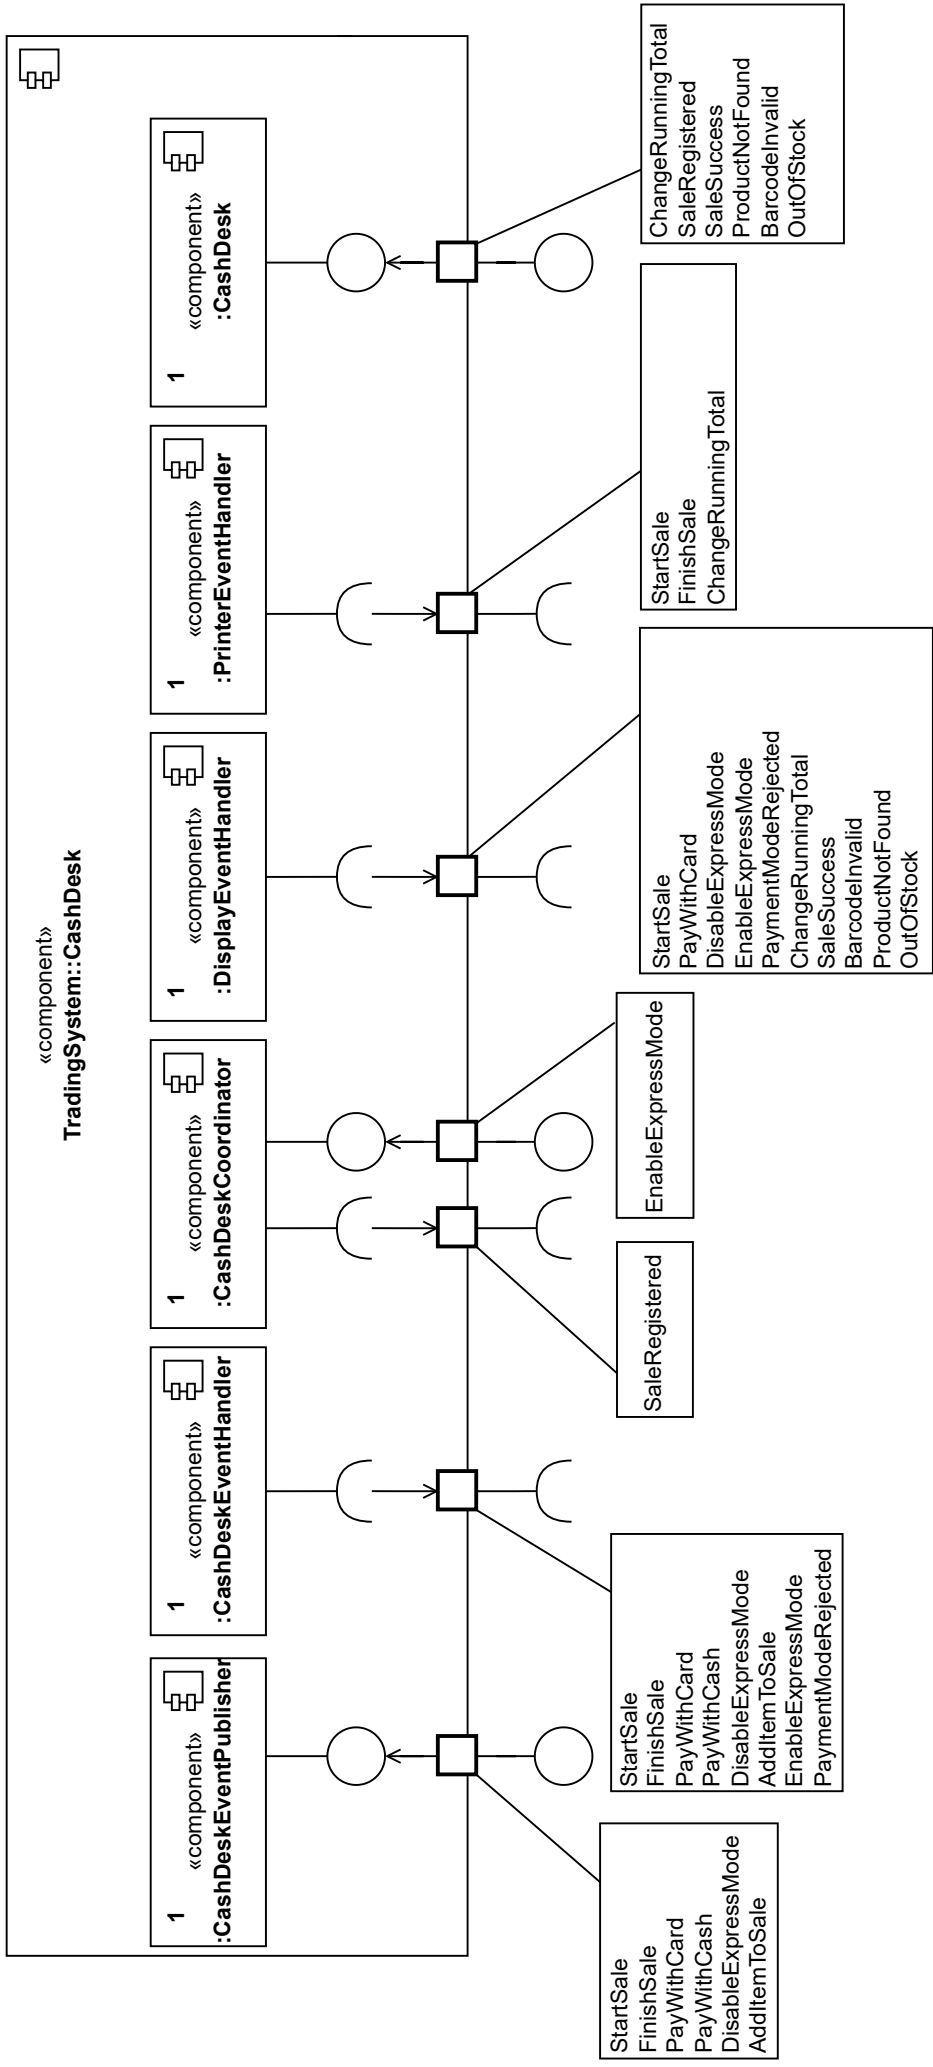 «component»
TradingSystem::CashDesk
1
«component»
:CashDeskEventPublisher
1
«component»
:CashDeskEventHandler
1
«component»
:CashDeskCoordinator
1
«component»
:DisplayEventHandler
1
«component»
:PrinterEventHandler
1
«component»
:CashDesk
StartSale
FinishSale
PayWithCard
PayWithCash
DisableExpressMode
AddItemToSale
StartSale
FinishSale
PayWithCard
PayWithCash
DisableExpressMode
AddItemToSale
EnableExpressMode
PaymentModeRejected
SaleRegistered
EnableExpressMode
StartSale
PayWithCard
DisableExpressMode
EnableExpressMode
PaymentModeRejected
ChangeRunningTotal
SaleSuccess
BarcodeInvalid
ProductNotFound
OutOfStock
StartSale
FinishSale
ChangeRunningTotal
ChangeRunningTotal
SaleRegistered
SaleSuccess
ProductNotFound
BarcodeInvalid
OutOfStock